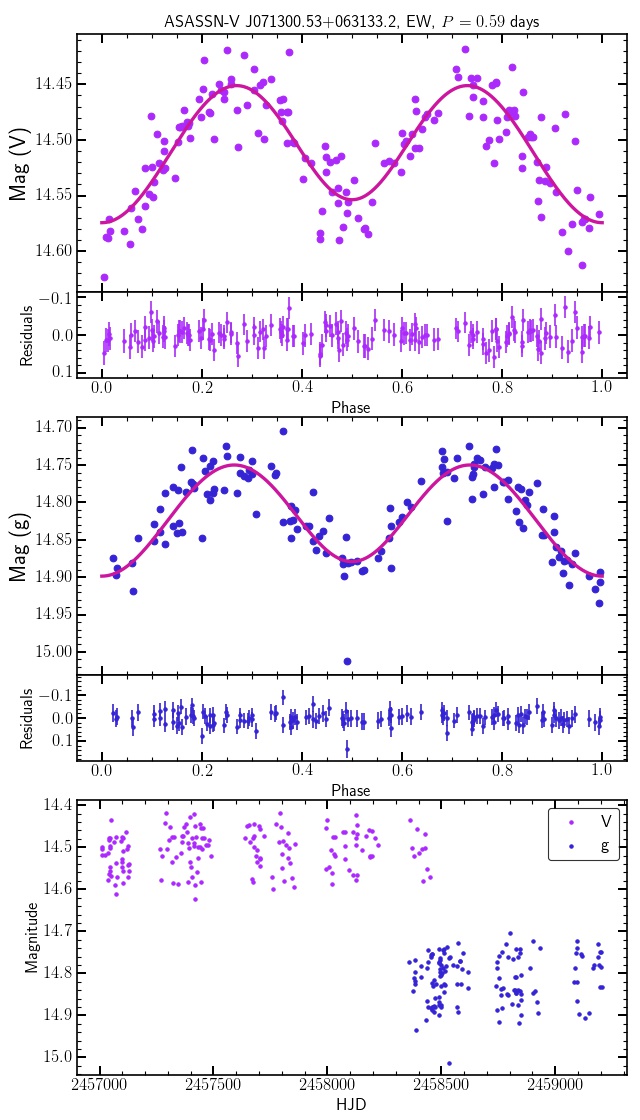 ASASSN-V J071300.53+063133.2, EW, P = 0.59 days
14.45
14.50
14.55
14.60
Mag (V)
−0.1
0.0
0.1
Residuals
0.0 0.2 0.4 0.6 0.8 1.0
Phase
14.70
14.75
14.80
14.85
14.90
14.95
15.00
Mag (g)
−0.1
0.0
0.1
Residuals
0.0 0.2 0.4 0.6 0.8 1.0
Phase
14.4
14.5
14.6
14.7
14.8
14.9
15.0
Magnitude
V
g
2457000 2457500 2458000 2458500 2459000
HJD